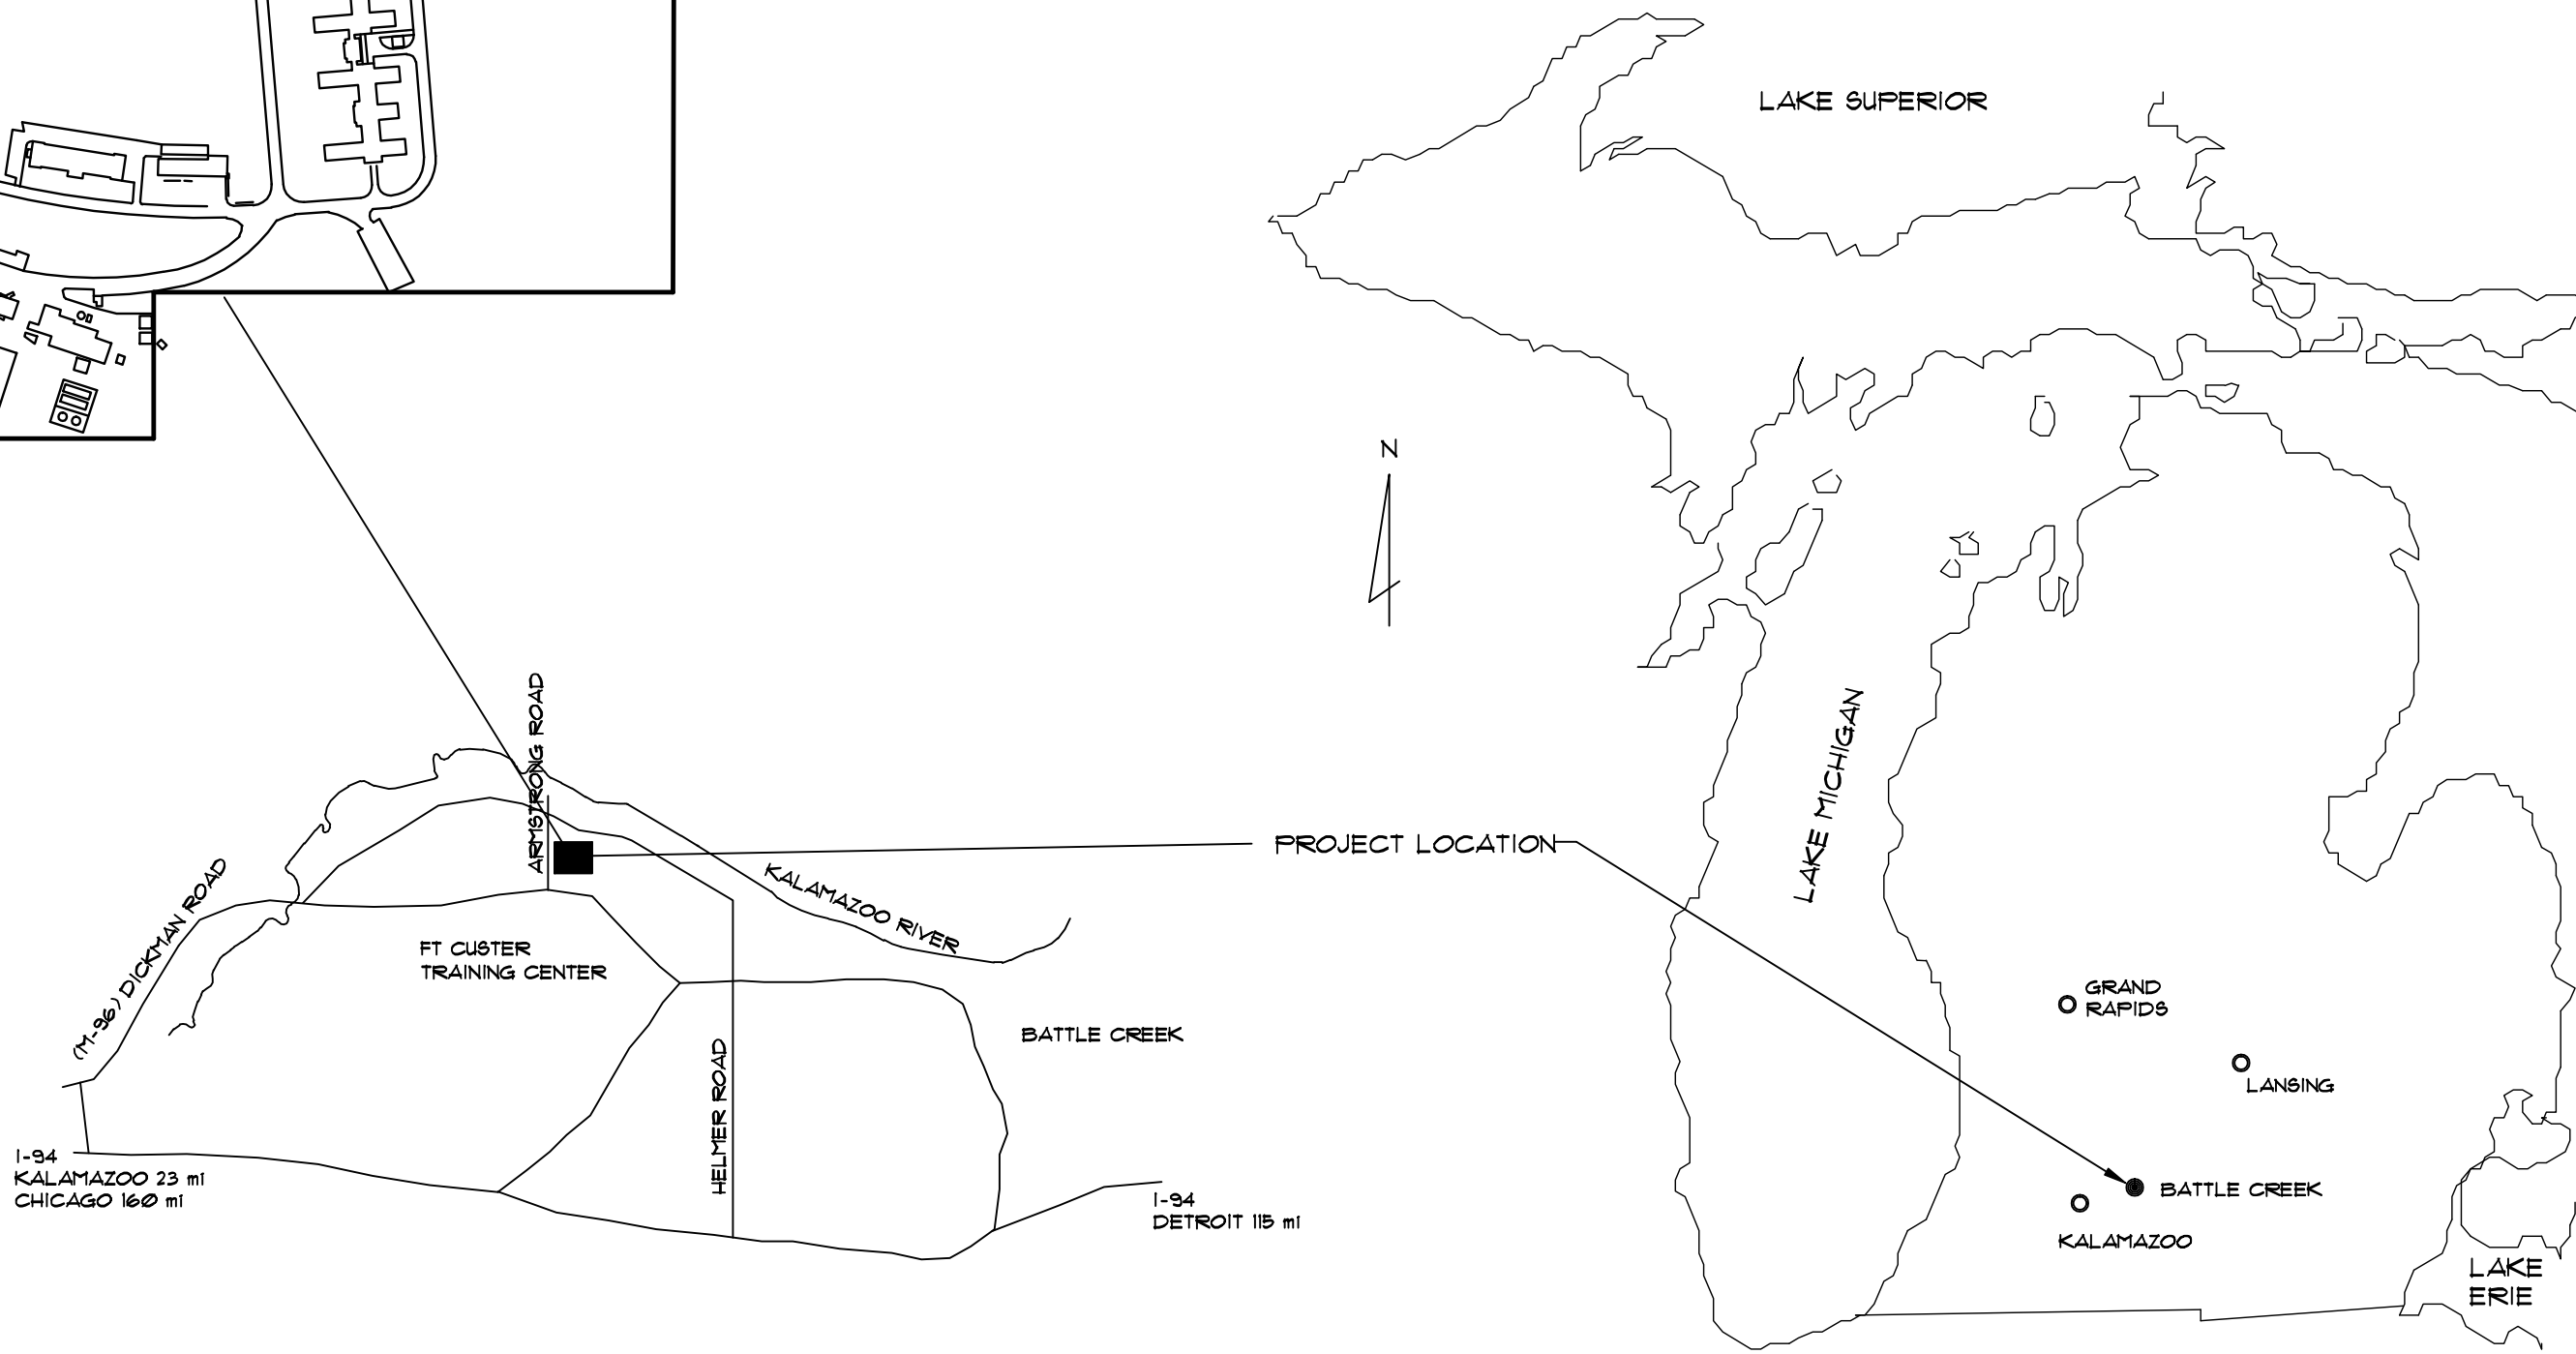 LAKE SUPERIOR
N
ARMSTRONG ROAD
LAKE MICHIGAN
PROJECT LOCATION
(M-96) DICKMAN ROAD
KALAMAZOO RIVER
FT CUSTER
TRAINING CENTER
GRAND
RAPIDS
BATTLE CREEK
HELMER ROAD
LANSING
I-94
KALAMAZOO 23 mi
CHICAGO 160 mi
I-94
DETROIT 115 mi
BATTLE CREEK
KALAMAZOO
LAKE
ERIE